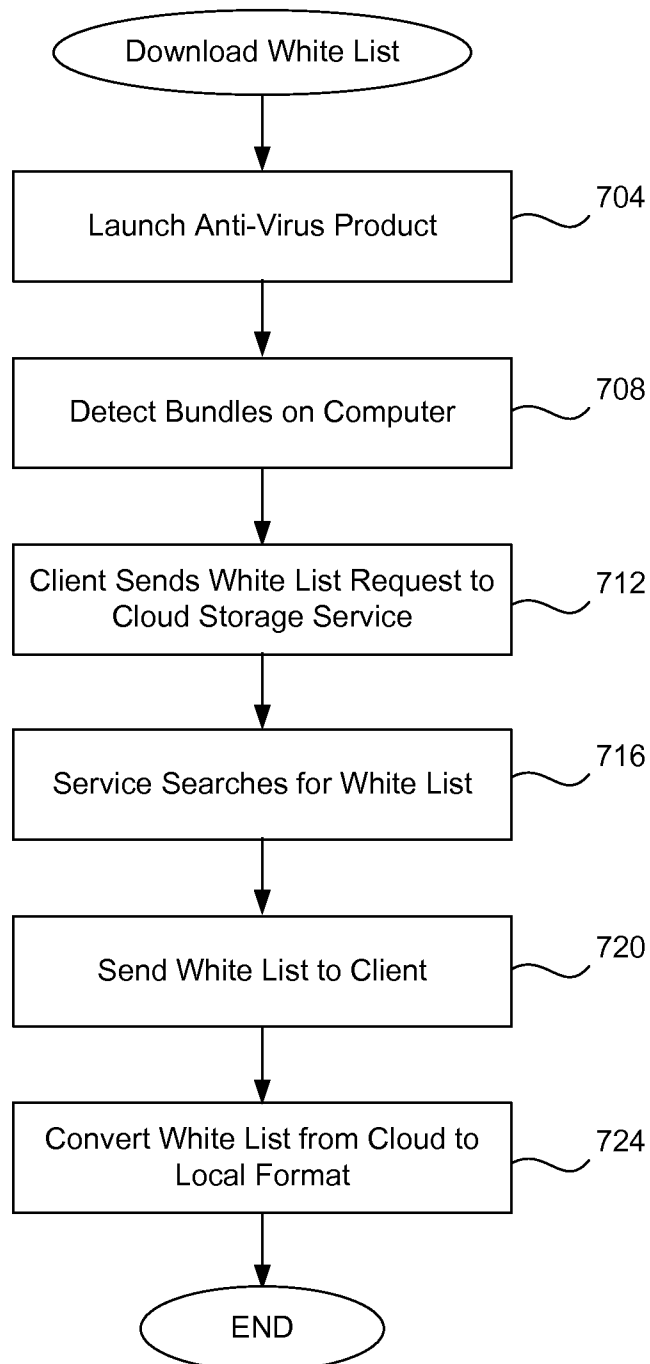 Download White List
Launch Anti-Virus Product
704
Detect Bundles on Computer
708
Client Sends White List Request to
Cloud Storage Service
712
Service Searches for White List
716
Send White List to Client
720
Convert White List from Cloud to
Local Format
724
END